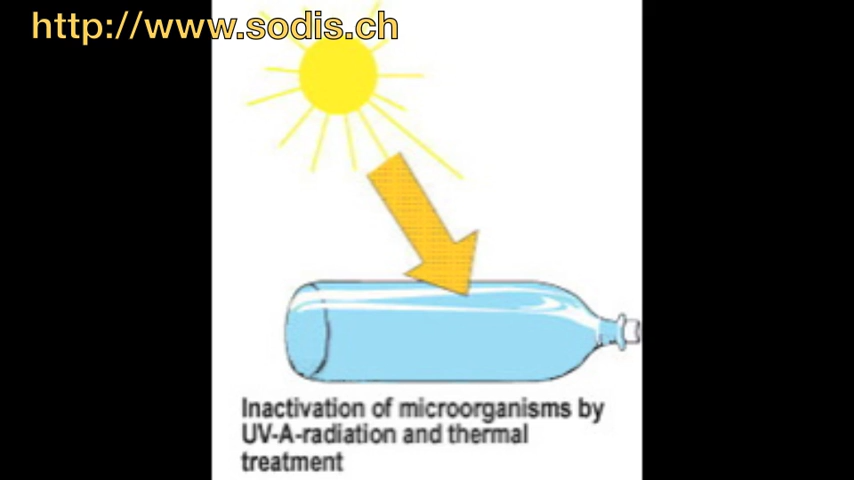 http://www.sodis.ch
Inactivation of microorganisms by
UV-A-radiation and thermal
treatment